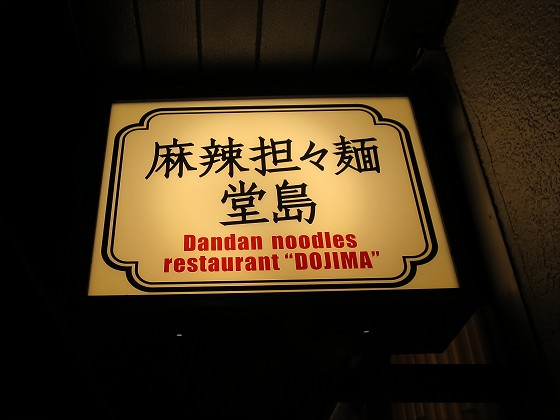 麻辣担々麺
堂島
Dandan noodles
restaurant “DOJIMA”